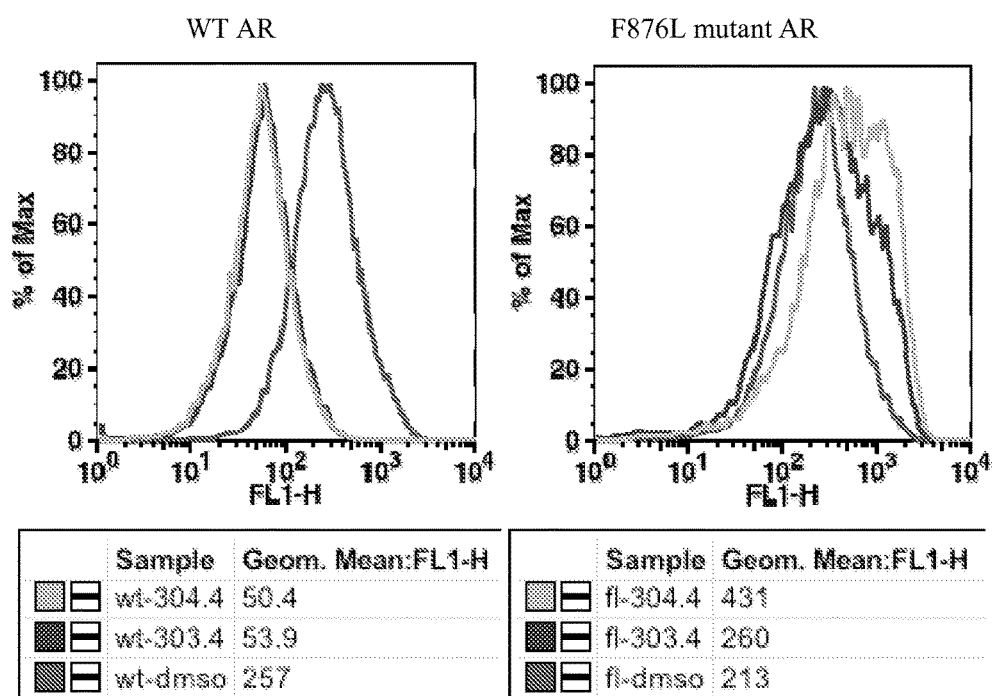 WT AR
F876L mutant AR
100
80
60
40
20
0
% of Max
10^0 10^1 10^2 10^3 10^4
FL1-H
100
80
60
40
20
0
% of Max
10^0 10^1 10^2 10^3 10^4
FL1-H
Sample Geom. Mean:FL1-H
wt-304.4 50.4
wt-303.4 53.9
wt-dmso 257
Sample Geom. Mean:FL1-H
fl-304.4 431
fl-303.4 260
fl-dmso 213